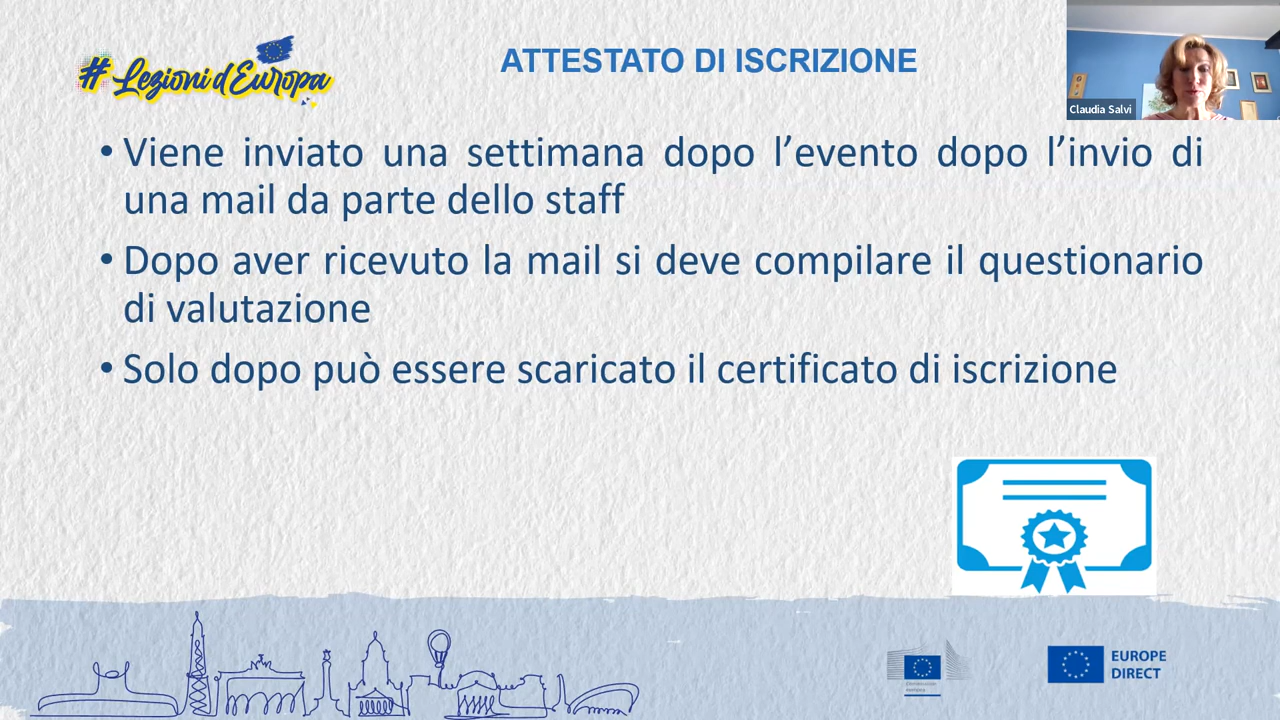 #LezionidEuropa
ATTESTATO DI ISCRIZIONE
Claudia Salvi
• Viene inviato una settimana dopo l’evento dopo l’invio di
una mail da parte dello staff
• Dopo aver ricevuto la mail si deve compilare il questionario
di valutazione
• Solo dopo può essere scaricato il certificato di iscrizione
EUROPE
DIRECT